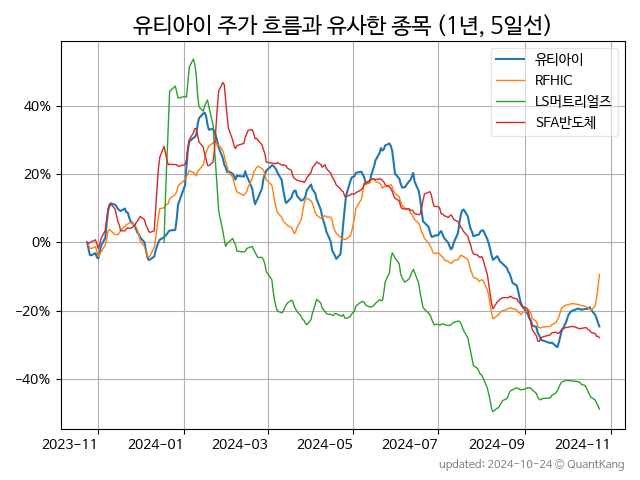 유티아이 주가 흐름과 유사한 종목 (1년, 5일선)
유티아이
RFHIC
LS머트리얼즈
SFA반도체
40%
20%
0%
−20%
−40%
2023-11 2024-01 2024-03 2024-05 2024-07 2024-09 2024-11
updated: 2024-10-24 © QuantKang